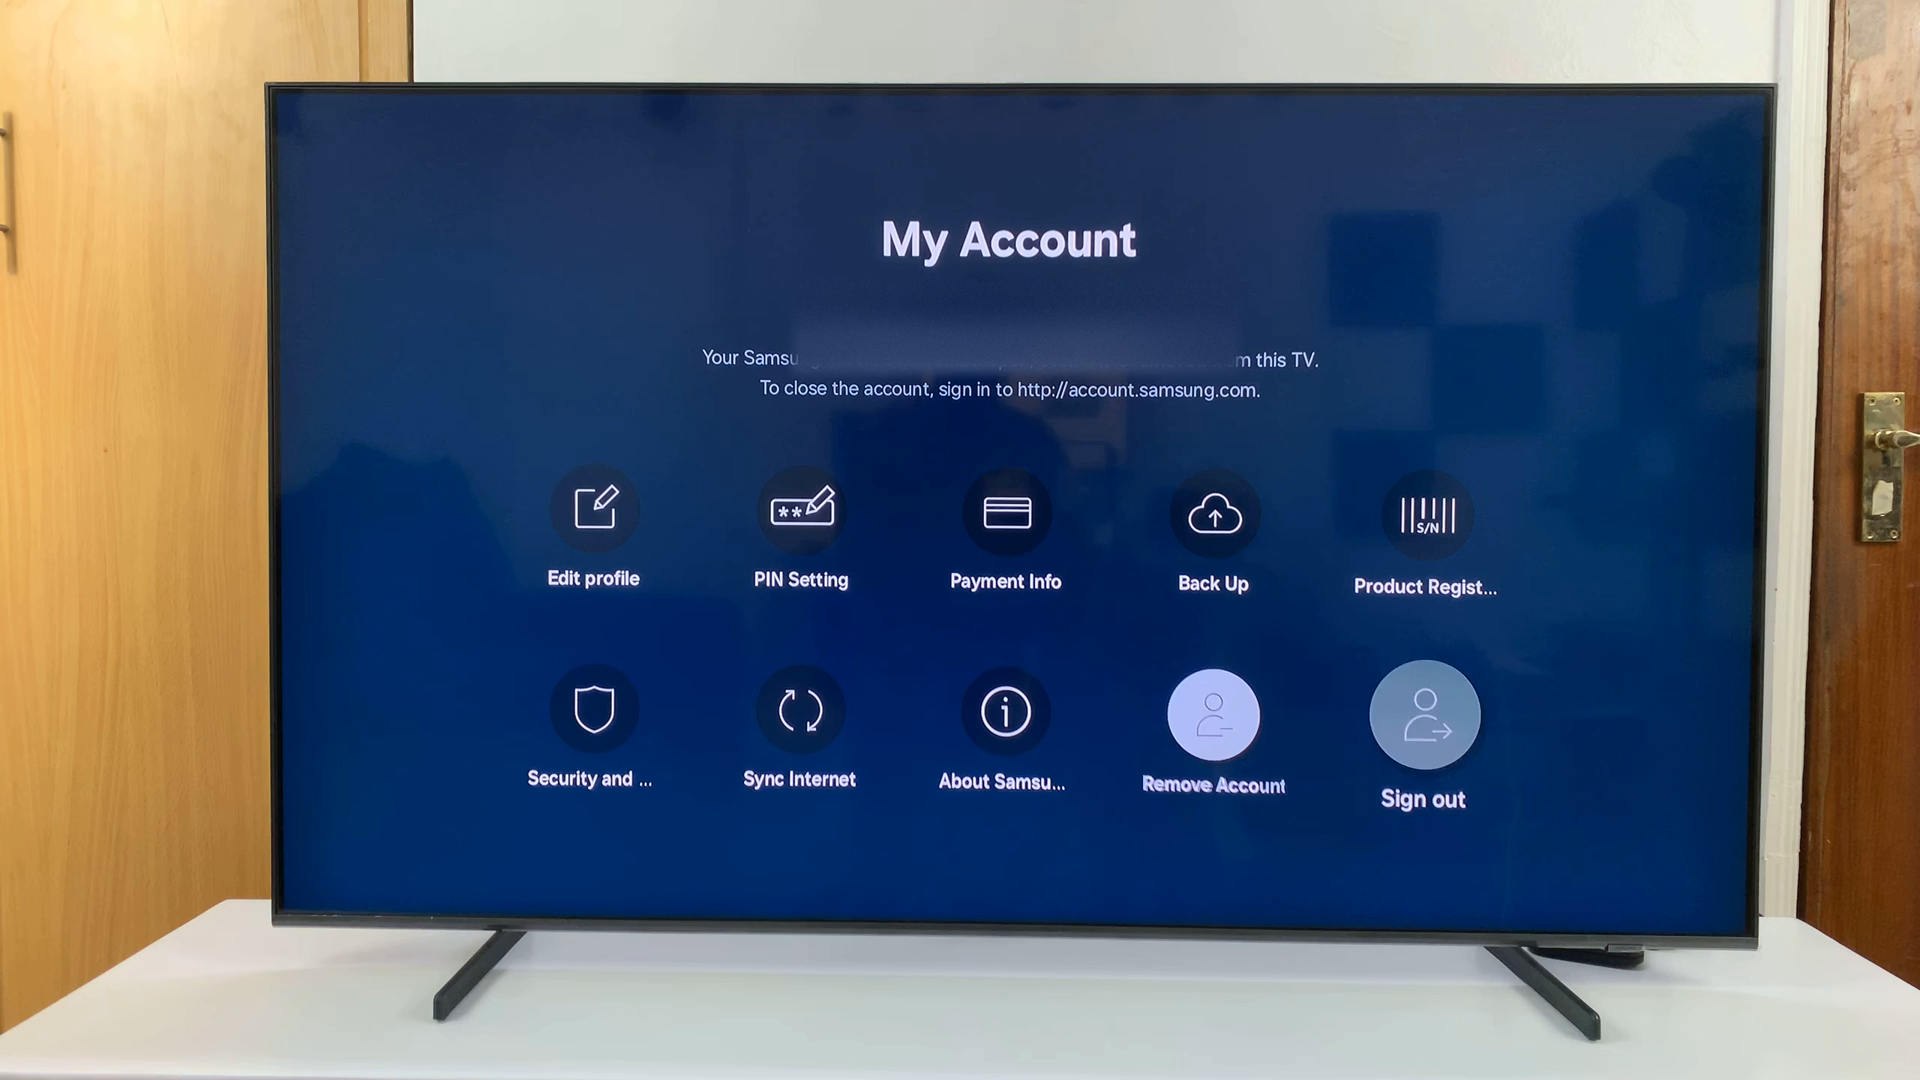 My Account
Your Samsu m this TV.
To close the account, sign in to http://account.samsung.com.
**
S/N
Edit profile
PIN Setting
Payment Info
Back Up
Product Regist...
Security and ...
Sync Internet
About Samsu...
Remove Account
Sign out